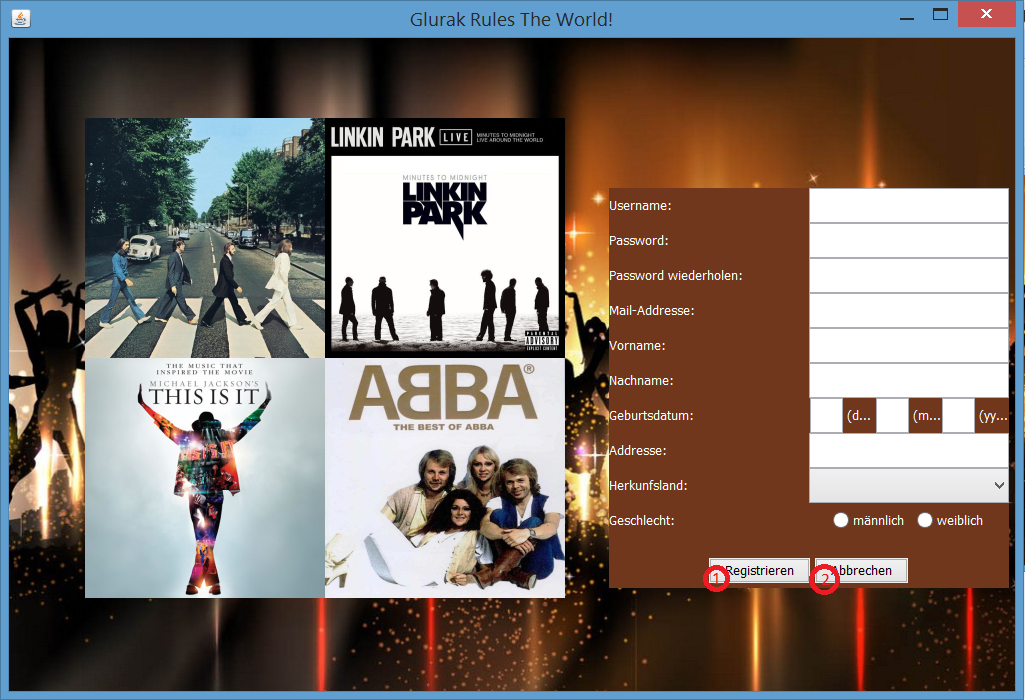 Glurak Rules The World!
LINKIN PARK LIVE MINUTES TO MIDNIGHT
LIVE AROUND THE WORLD
MINUTES TO MIDNIGHT
LINKIN
PARK
PARENTAL
ADVISORY
EXPLICIT CONTENT
THE MUSIC THAT
INSPIRED THE MOVIE
MICHAEL JACKSON'S
THIS IS IT
ABBA®
THE BEST OF ABBA
Username:
Password:
Password wiederholen:
Mail-Addresse:
Vorname:
Nachname:
Geburtsdatum: (d... (m... (yy...
Addresse:
Herkunfsland:
Geschlecht: männlich weiblich
1 Registrieren 2 Abbrechen